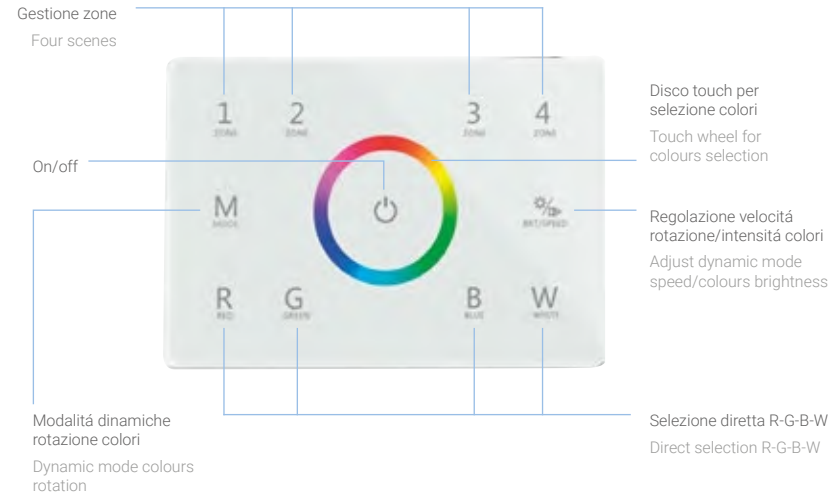 Gestione zone
Four scenes
1
ZONE
2
ZONE
3
ZONE
4
ZONE
Disco touch per
selezione colori
Touch wheel for
colours selection
On/off
M
MODE
BRT/SPEED
Regolazione velocitá
rotazione/intensitá colori
Adjust dynamic mode
speed/colours brightness
R
RED
G
GREEN
B
BLUE
W
WHITE
Modalitá dinamiche
rotazione colori
Dynamic mode colours
rotation
Selezione diretta R-G-B-W
Direct selection R-G-B-W